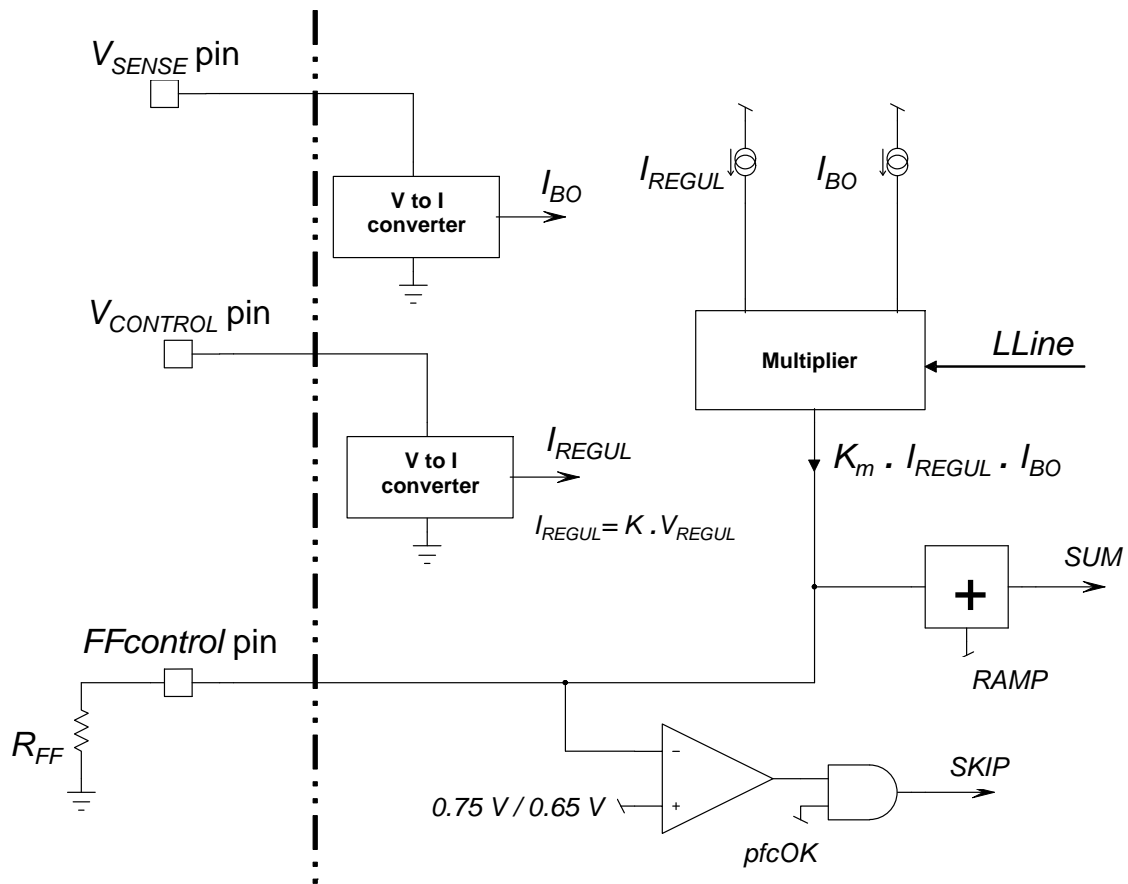 V_SENSE pin
V to I
converter
I_BO
I_REGUL
I_BO
V_CONTROL pin
Multiplier
LLine
V to I
converter
I_REGUL
I_REGUL = K . V_REGUL
K_m . I_REGUL . I_BO
+
SUM
RAMP
FFcontrol pin
R_FF
−
+
0.75 V / 0.65 V
pfcOK
SKIP